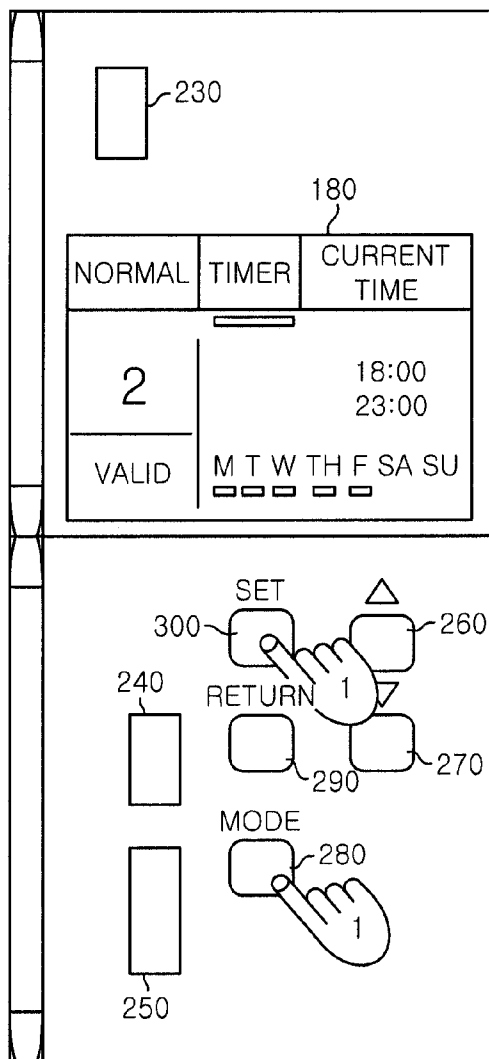 230
180
NORMAL TIMER CURRENT TIME
2
18:00
23:00
VALID M T W TH F SA SU
SET
300
260
1
240
RETURN
290
270
MODE
280
1
250